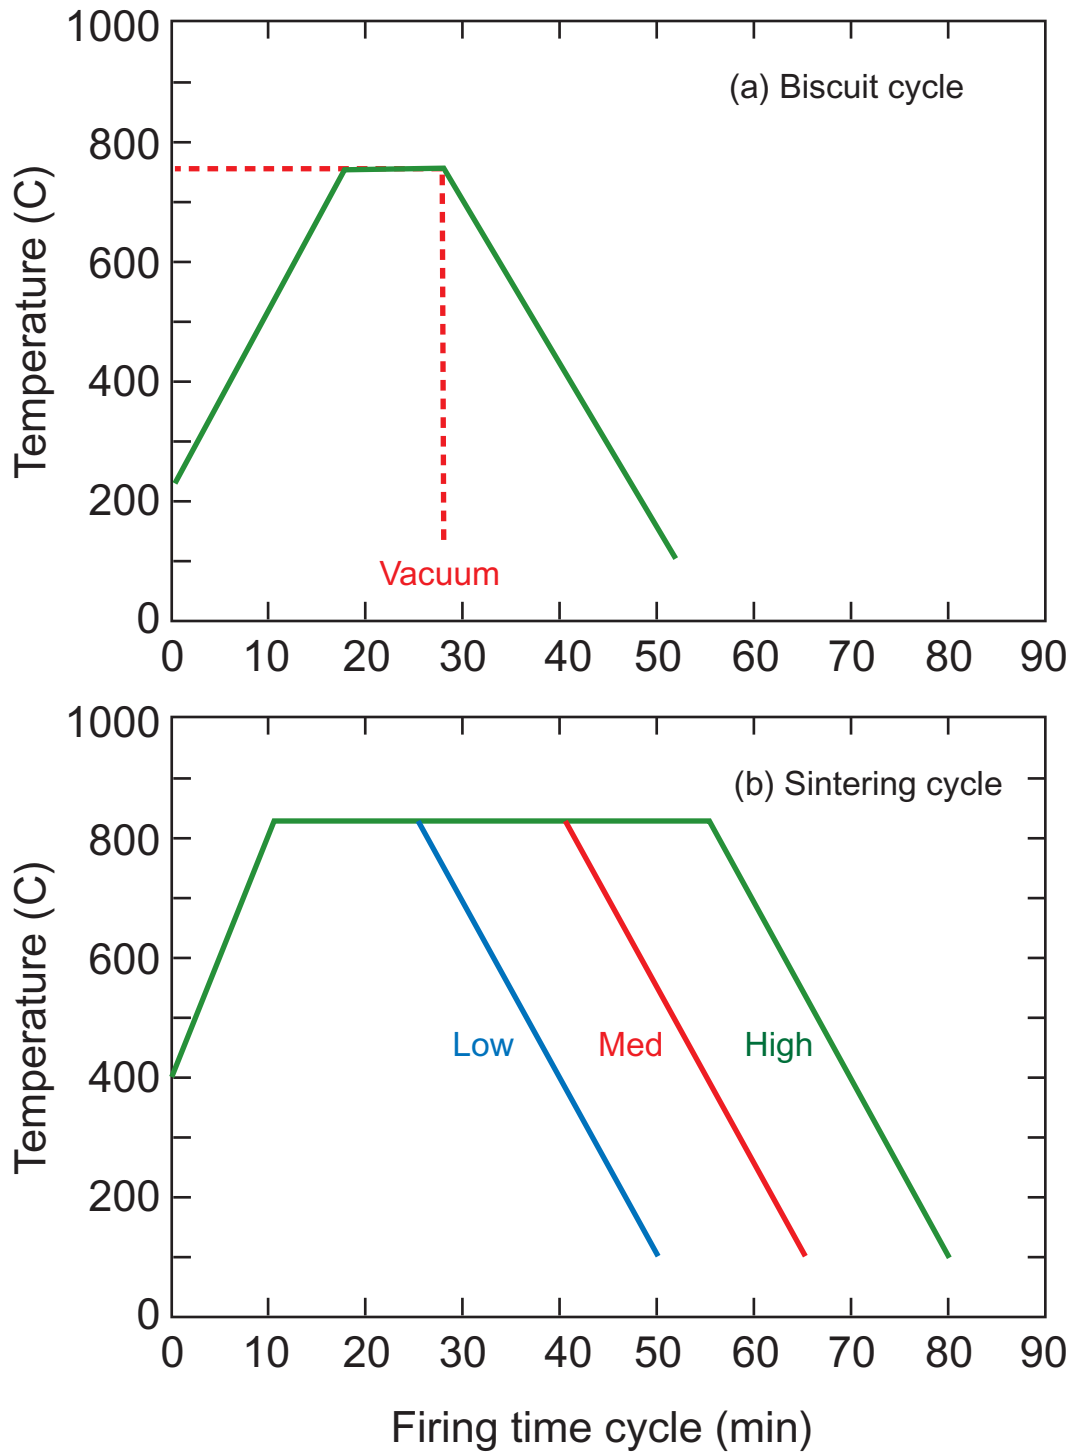 1000
(a) Biscuit cycle
800
Temperature (C)
600
400
200
Vacuum
0
0 10 20 30 40 50 60 70 80 90
1000
(b) Sintering cycle
800
Temperature (C)
600
Low Med High
400
200
0
0 10 20 30 40 50 60 70 80 90
Firing time cycle (min)